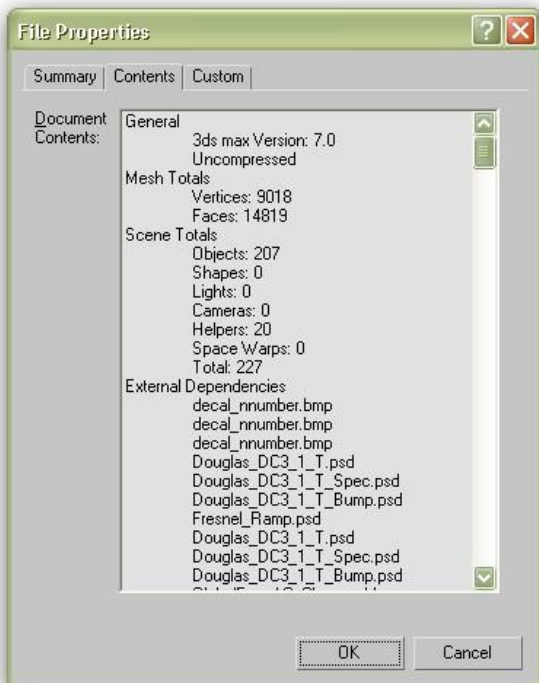 File Properties
Summary Contents Custom
Document
Contents:
General
3ds max Version: 7.0
Uncompressed
Mesh Totals
Vertices: 9018
Faces: 14819
Scene Totals
Objects: 207
Shapes: 0
Lights: 0
Cameras: 0
Helpers: 20
Space Warps: 0
Total: 227
External Dependencies
decal_nnumber.bmp
decal_nnumber.bmp
decal_nnumber.bmp
Douglas_DC3_1_T.psd
Douglas_DC3_1_T_Spec.psd
Douglas_DC3_1_T_Bump.psd
Fresnel_Ramp.psd
Douglas_DC3_1_T.psd
Douglas_DC3_1_T_Spec.psd
Douglas_DC3_1_T_Bump.psd
OK Cancel